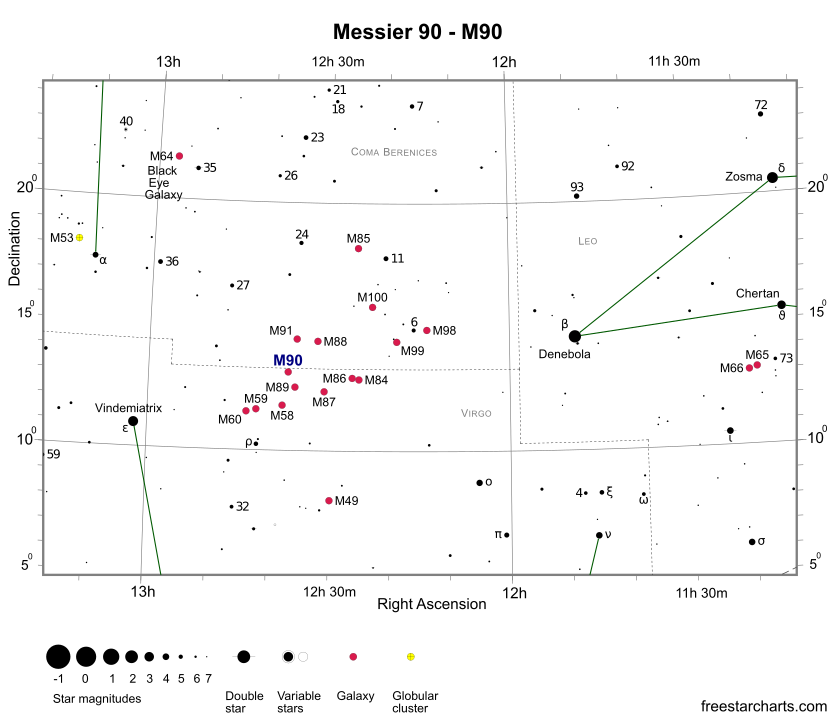 Messier 90 - M90
13h 12h 30m 12h 11h 30m
21
18
7
72
40
23
M64
Black
Eye
Galaxy
35
COMA BERENICES
26
92
93
Zosma
δ
20⁰
20⁰
M53
α
36
24
M85
11
LEO
27
M100
Chertan
ϑ
15⁰
15⁰
6
M98
β
Denebola
M91
M88
M99
M90
M86
M84
M65
M66
73
M89
M87
M59
M60
M58
Vindemiatrix
ε
VIRGO
ρ
ι
10⁰
10⁰
59
ο
4
ξ
ω
32
M49
π
ν
σ
5⁰
5⁰
Declination
13h 12h 30m 12h 11h 30m
Right Ascension
-1 0 1 2 3 4 5 6 7
Star magnitudes
Double
star
Variable
stars
Galaxy
Globular
cluster
freestarcharts.com